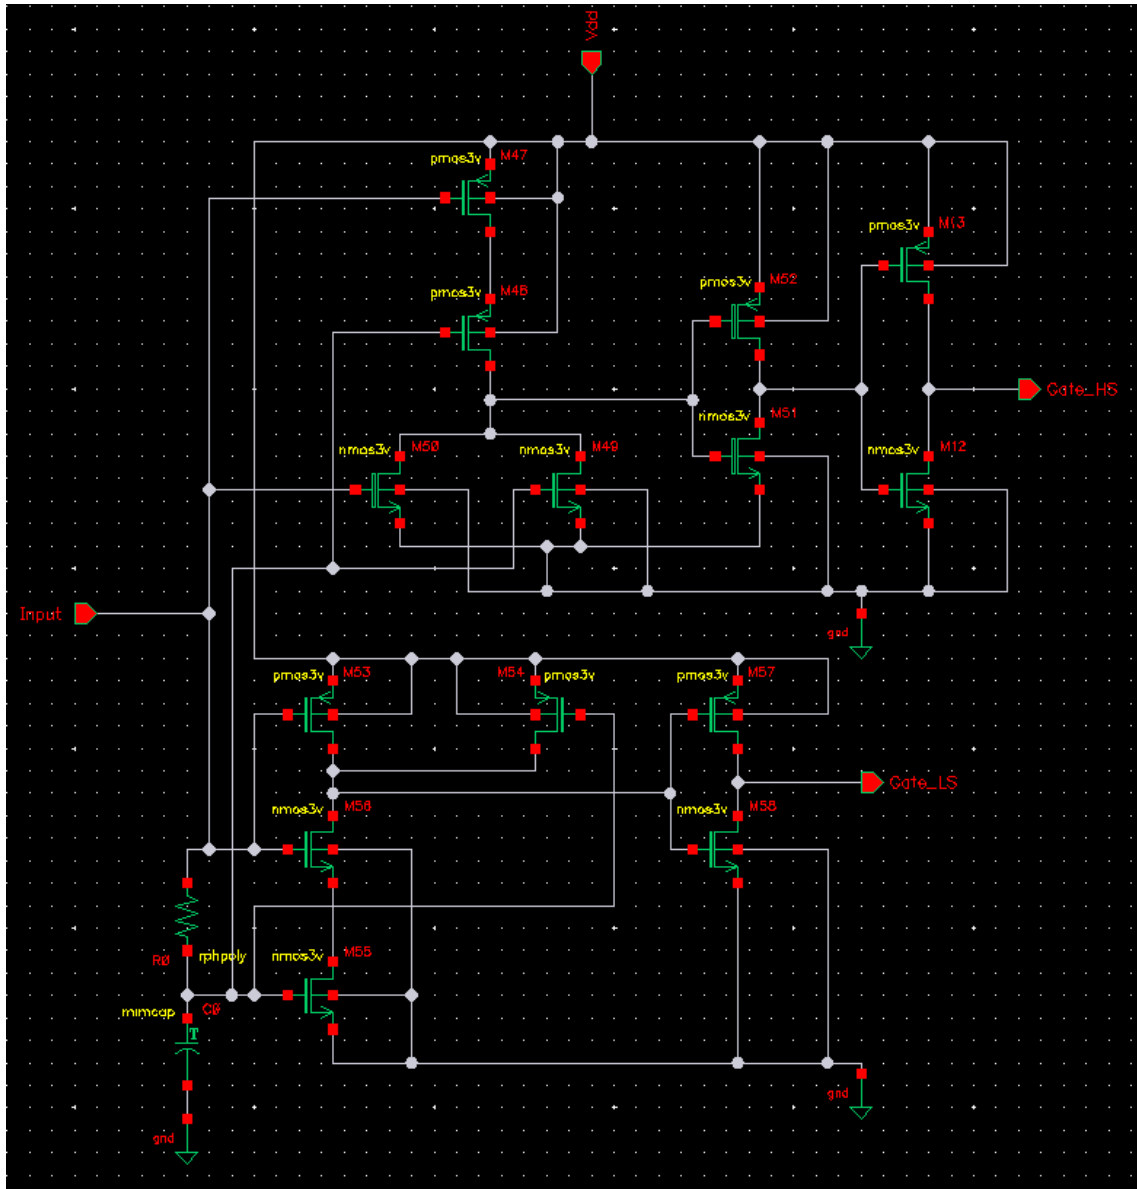 Vdd
pmos3v M47
pmos3v M13
pmos3v M52
pmos3v M48
Gate_HS
nmos3v M51
nmos3v M50
nmos3v M49
nmos3v M12
Input
gnd
pmos3v M53
M54 pmos3v
pmos3v M57
Gate_LS
nmos3v M56
nmos3v M58
R0 rphpoly
nmos3v M55
mimcap C0
T
gnd
gnd